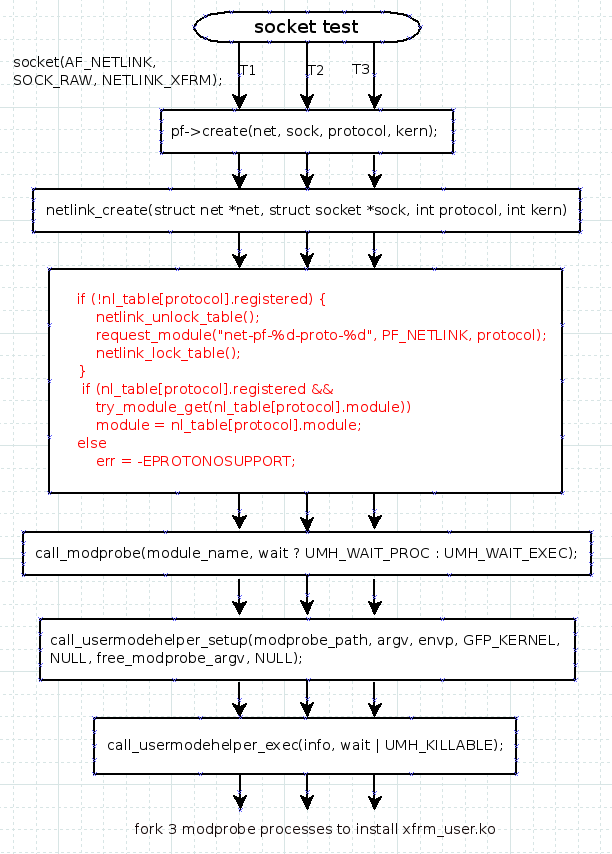 socket test
socket(AF_NETLINK,
SOCK_RAW, NETLINK_XFRM);
T1
T2
T3
pf->create(net, sock, protocol, kern);
netlink_create(struct net *net, struct socket *sock, int protocol, int kern)
if (!nl_table[protocol].registered) {
netlink_unlock_table();
request_module("net-pf-%d-proto-%d", PF_NETLINK, protocol);
netlink_lock_table();
}
if (nl_table[protocol].registered &&
try_module_get(nl_table[protocol].module))
module = nl_table[protocol].module;
else
err = -EPROTONOSUPPORT;
call_modprobe(module_name, wait ? UMH_WAIT_PROC : UMH_WAIT_EXEC);
call_usermodehelper_setup(modprobe_path, argv, envp, GFP_KERNEL,
NULL, free_modprobe_argv, NULL);
call_usermodehelper_exec(info, wait | UMH_KILLABLE);
fork 3 modprobe processes to install xfrm_user.ko